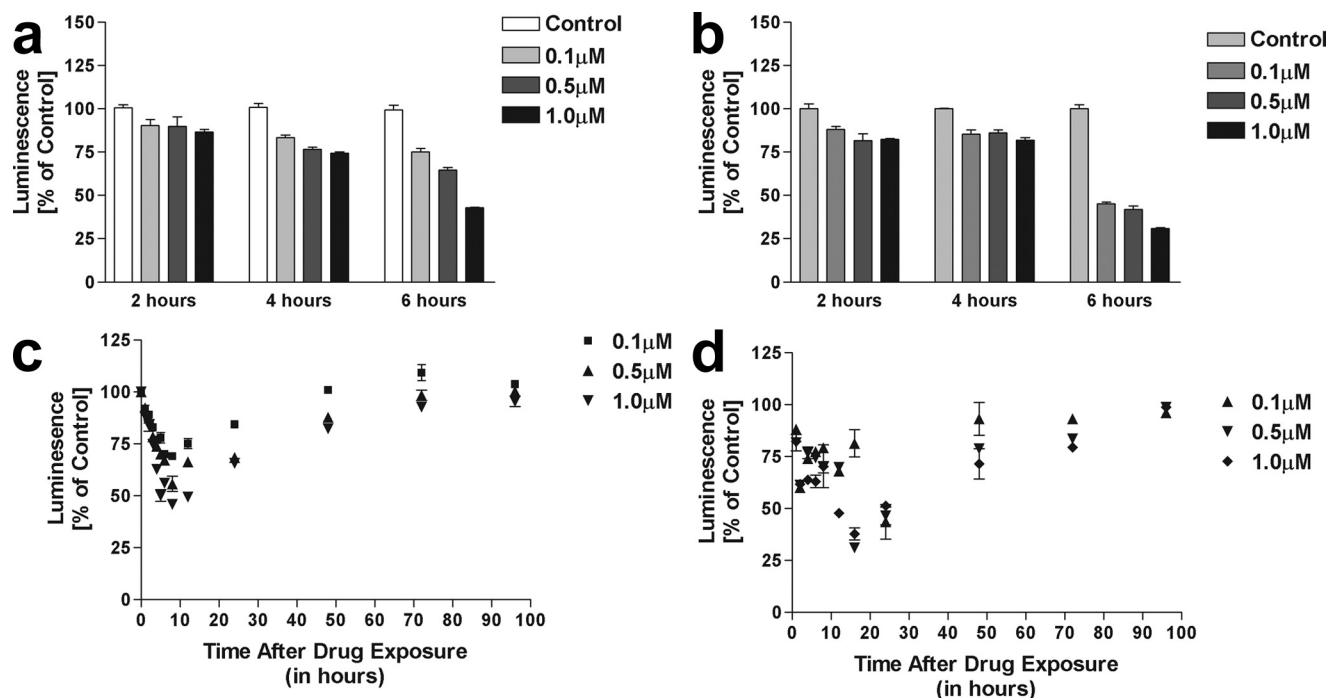 a
Luminescence
[% of Control]
150
125
100
75
50
25
0
2 hours
4 hours
6 hours
Control
0.1μM
0.5μM
1.0μM
b
Luminescence
[% of Control]
150
125
100
75
50
25
0
2 hours
4 hours
6 hours
Control
0.1μM
0.5μM
1.0μM
c
Luminesence
[% of Control]
125
100
75
50
25
0
0 10 20 30 40 50 60 70 80 90 100
Time After Drug Exposure
(in hours)
0.1μM
0.5μM
1.0μM
d
Luminescence
[% of Control]
125
100
75
50
25
0
0 10 20 30 40 50 60 70 80 90 100
Time After Drug Exposure
(in hours)
0.1μM
0.5μM
1.0μM